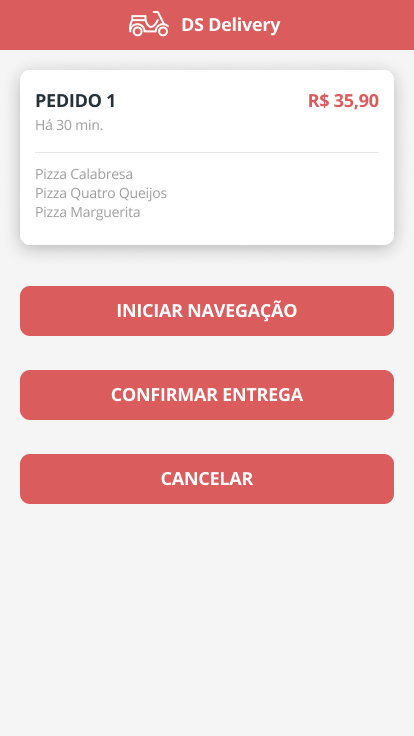 DS Delivery
PEDIDO 1 R$ 35,90
Há 30 min.
Pizza Calabresa
Pizza Quatro Queijos
Pizza Marguerita
INICIAR NAVEGAÇÃO
CONFIRMAR ENTREGA
CANCELAR